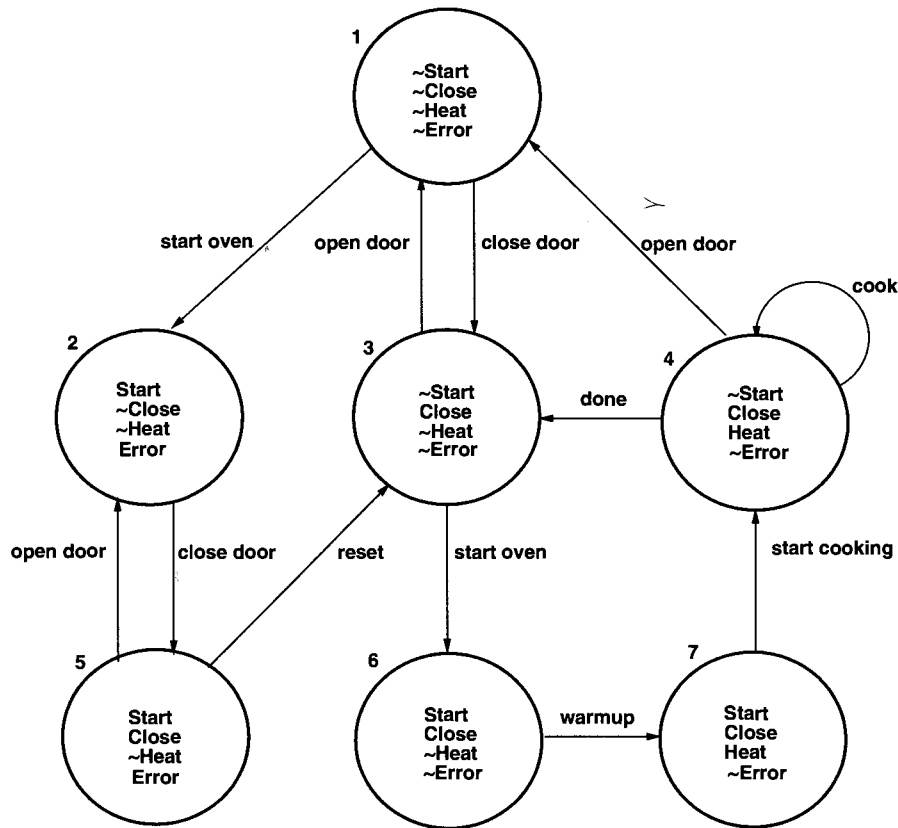 1
~Start
~Close
~Heat
~Error
start oven
open door
close door
open door
cook
2
Start
~Close
~Heat
Error
3
~Start
Close
~Heat
~Error
done
4
~Start
Close
Heat
~Error
open door
close door
reset
start oven
start cooking
5
Start
Close
~Heat
Error
6
Start
Close
~Heat
~Error
warmup
7
Start
Close
Heat
~Error